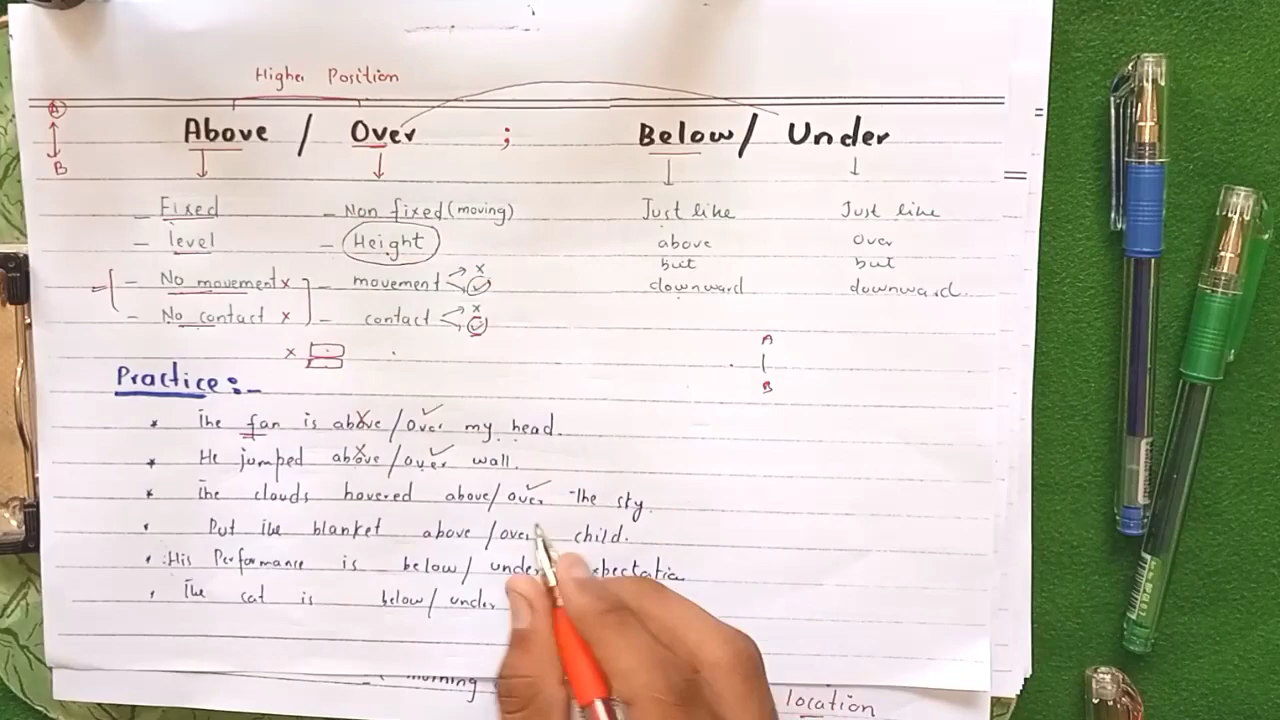 Higher Position
A
B
Above / Over ; Below / Under
- Fixed - Non fixed (moving) Just like Just like
- level - Height above over
but but
- No movement x - movement x ✓ downward downward.
- No contact x - contact x ✓
x
A
B
Practice:-
* The fan is above / over my head.
* He jumped above / over wall.
* The clouds hovered above / over the sky.
Put the blanket above / over child.
His Performance is below / under
The cat is below / under
morning
location